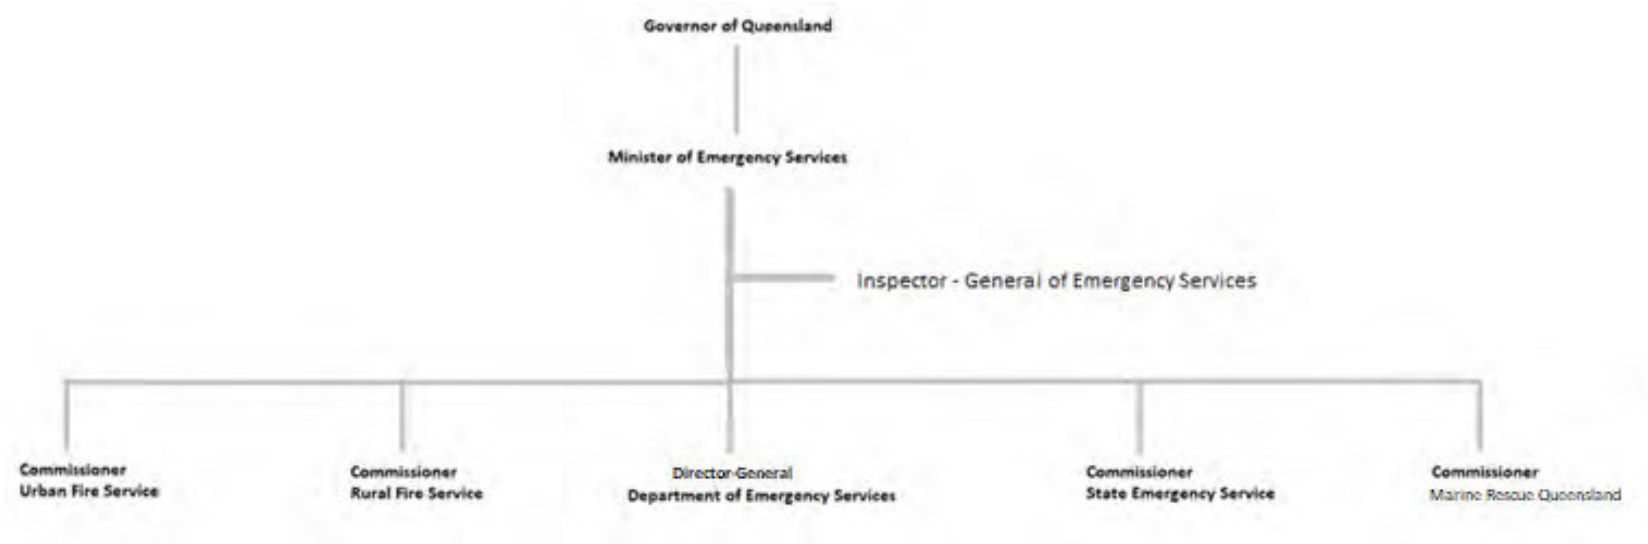 Governor of Queensland
Minister of Emergency Services
Inspector - General of Emergency Services
Commissioner
Urban Fire Service
Commissioner
Rural Fire Service
Director-General
Department of Emergency Services
Commissioner
State Emergency Service
Commissioner
Marine Rescue Queensland